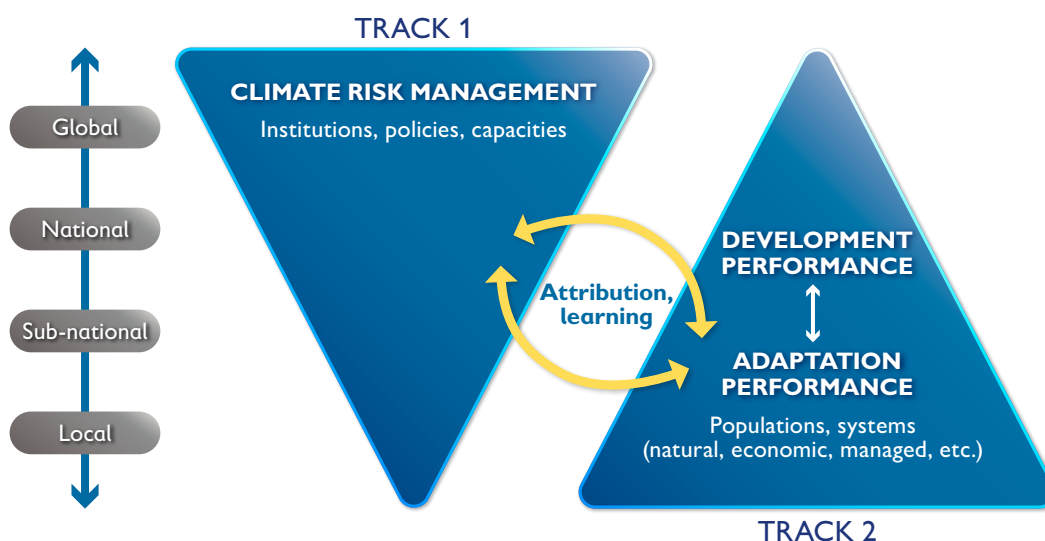 TRACK 1
CLIMATE RISK MANAGEMENT
Institutions, policies, capacities
Global
National
Sub-national
Local
Attribution,
learning
DEVELOPMENT
PERFORMANCE
ADAPTATION
PERFORMANCE
Populations, systems
(natural, economic, managed, etc.)
TRACK 2